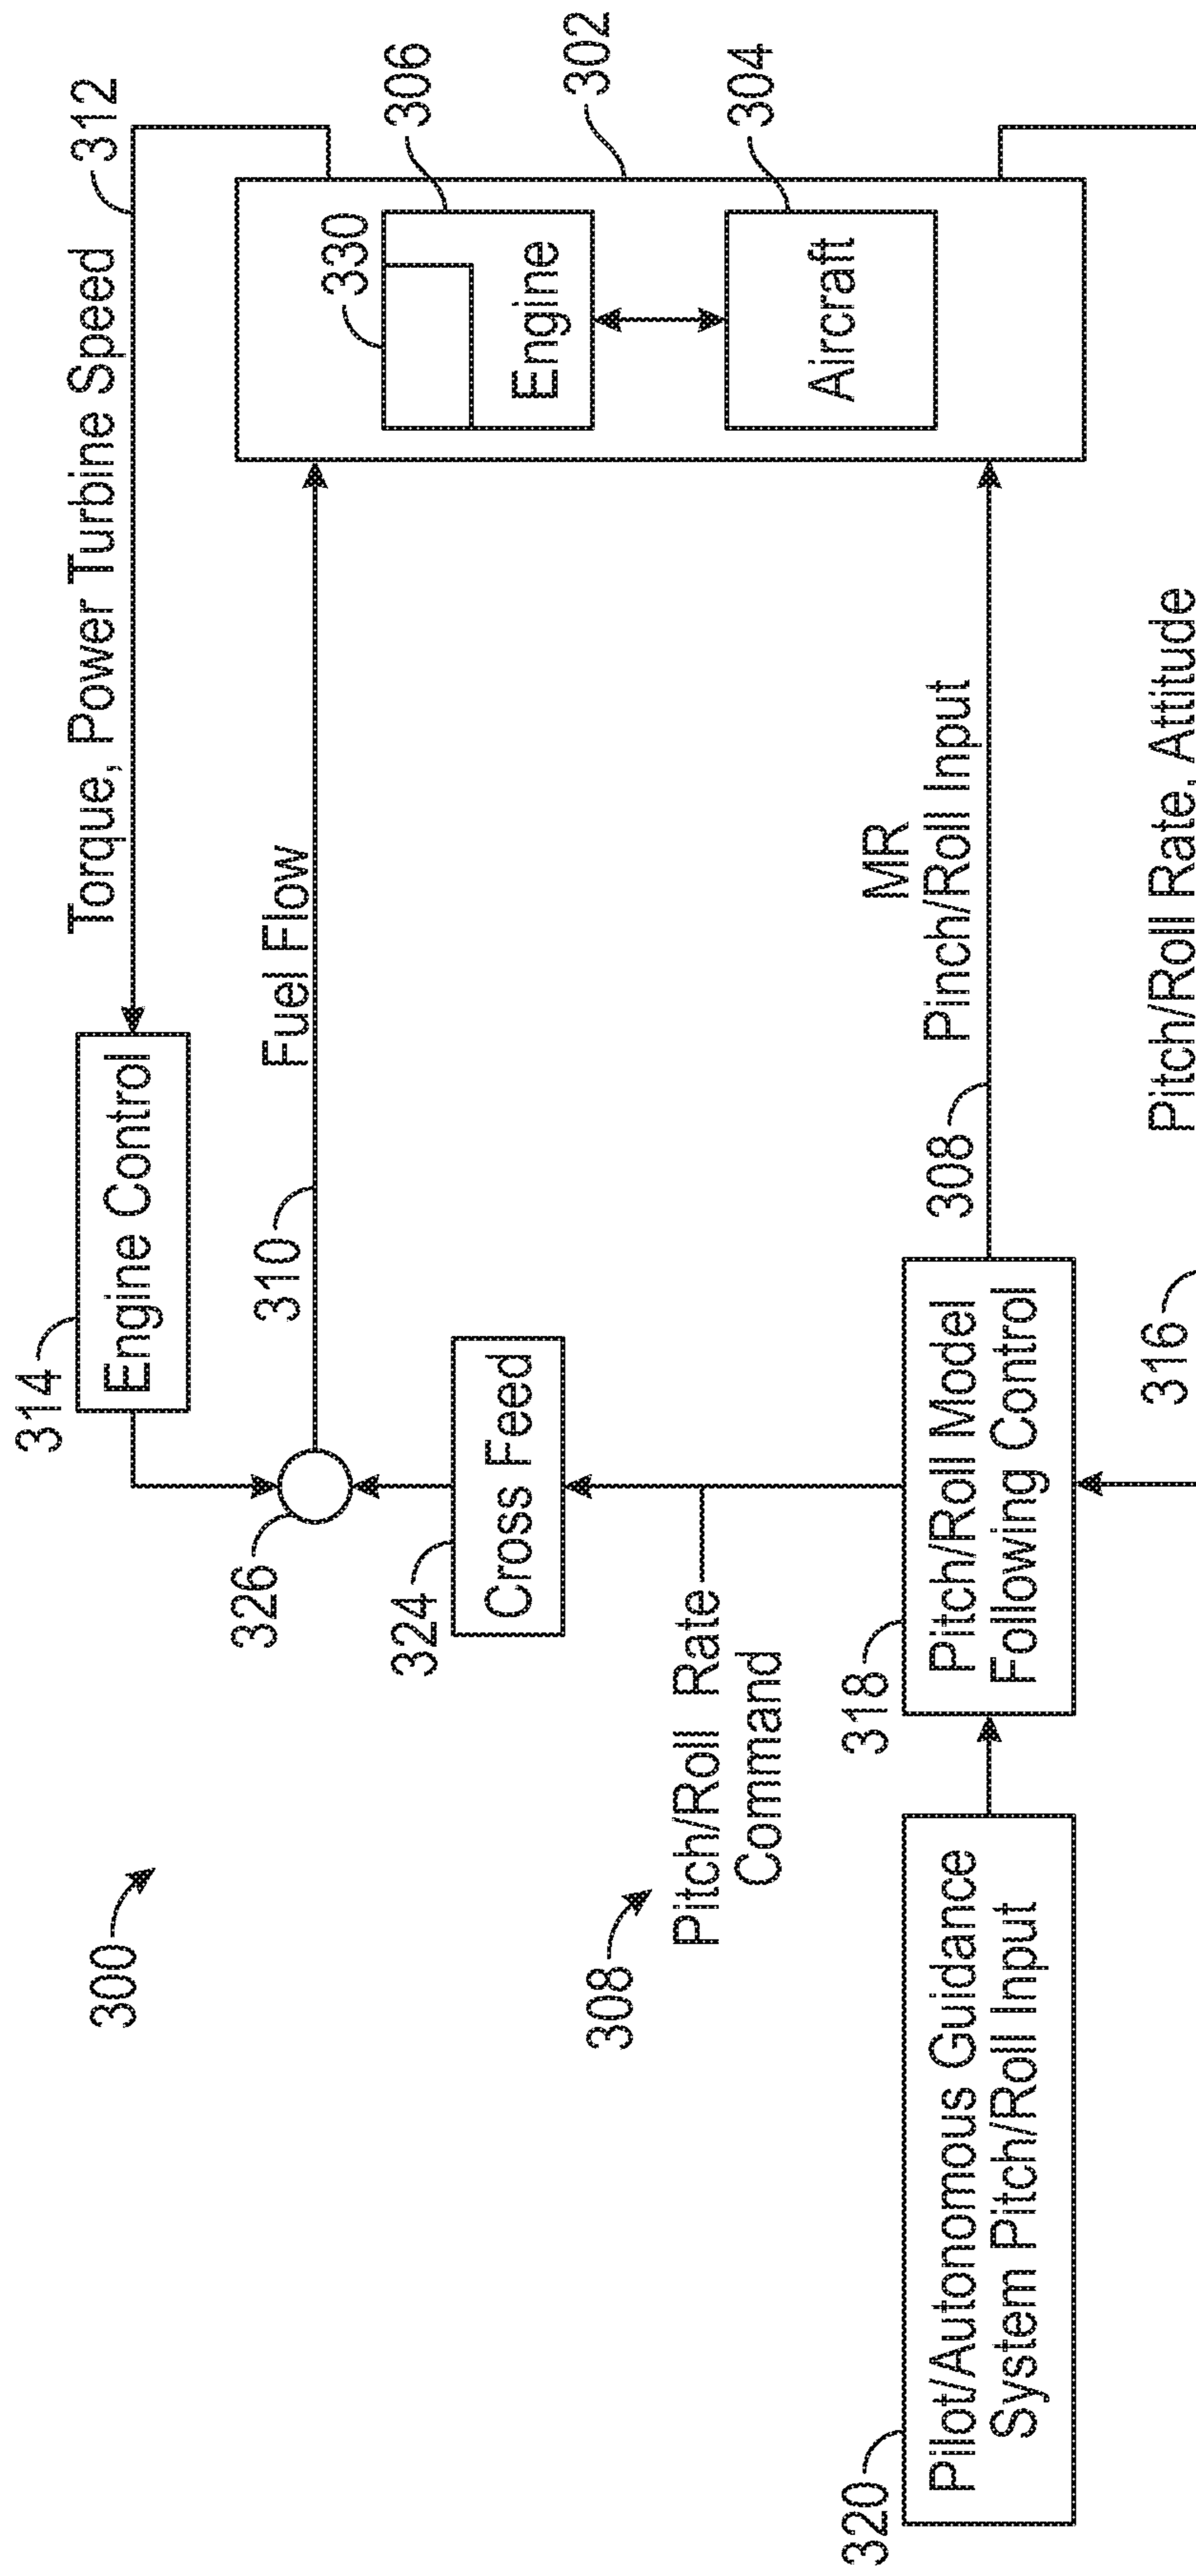 300
314
Engine Control
Torque, Power Turbine Speed
312
326
310
Fuel Flow
330
306
Engine
302
304
Aircraft
324
Cross Feed
308
Pitch/Roll Rate
Command
320
Pilot/Autonomous Guidance
System Pitch/Roll Input
318
Pitch/Roll Model
Following Control
308
MR
Pinch/Roll Input
316
Pitch/Roll Rate, Attitude